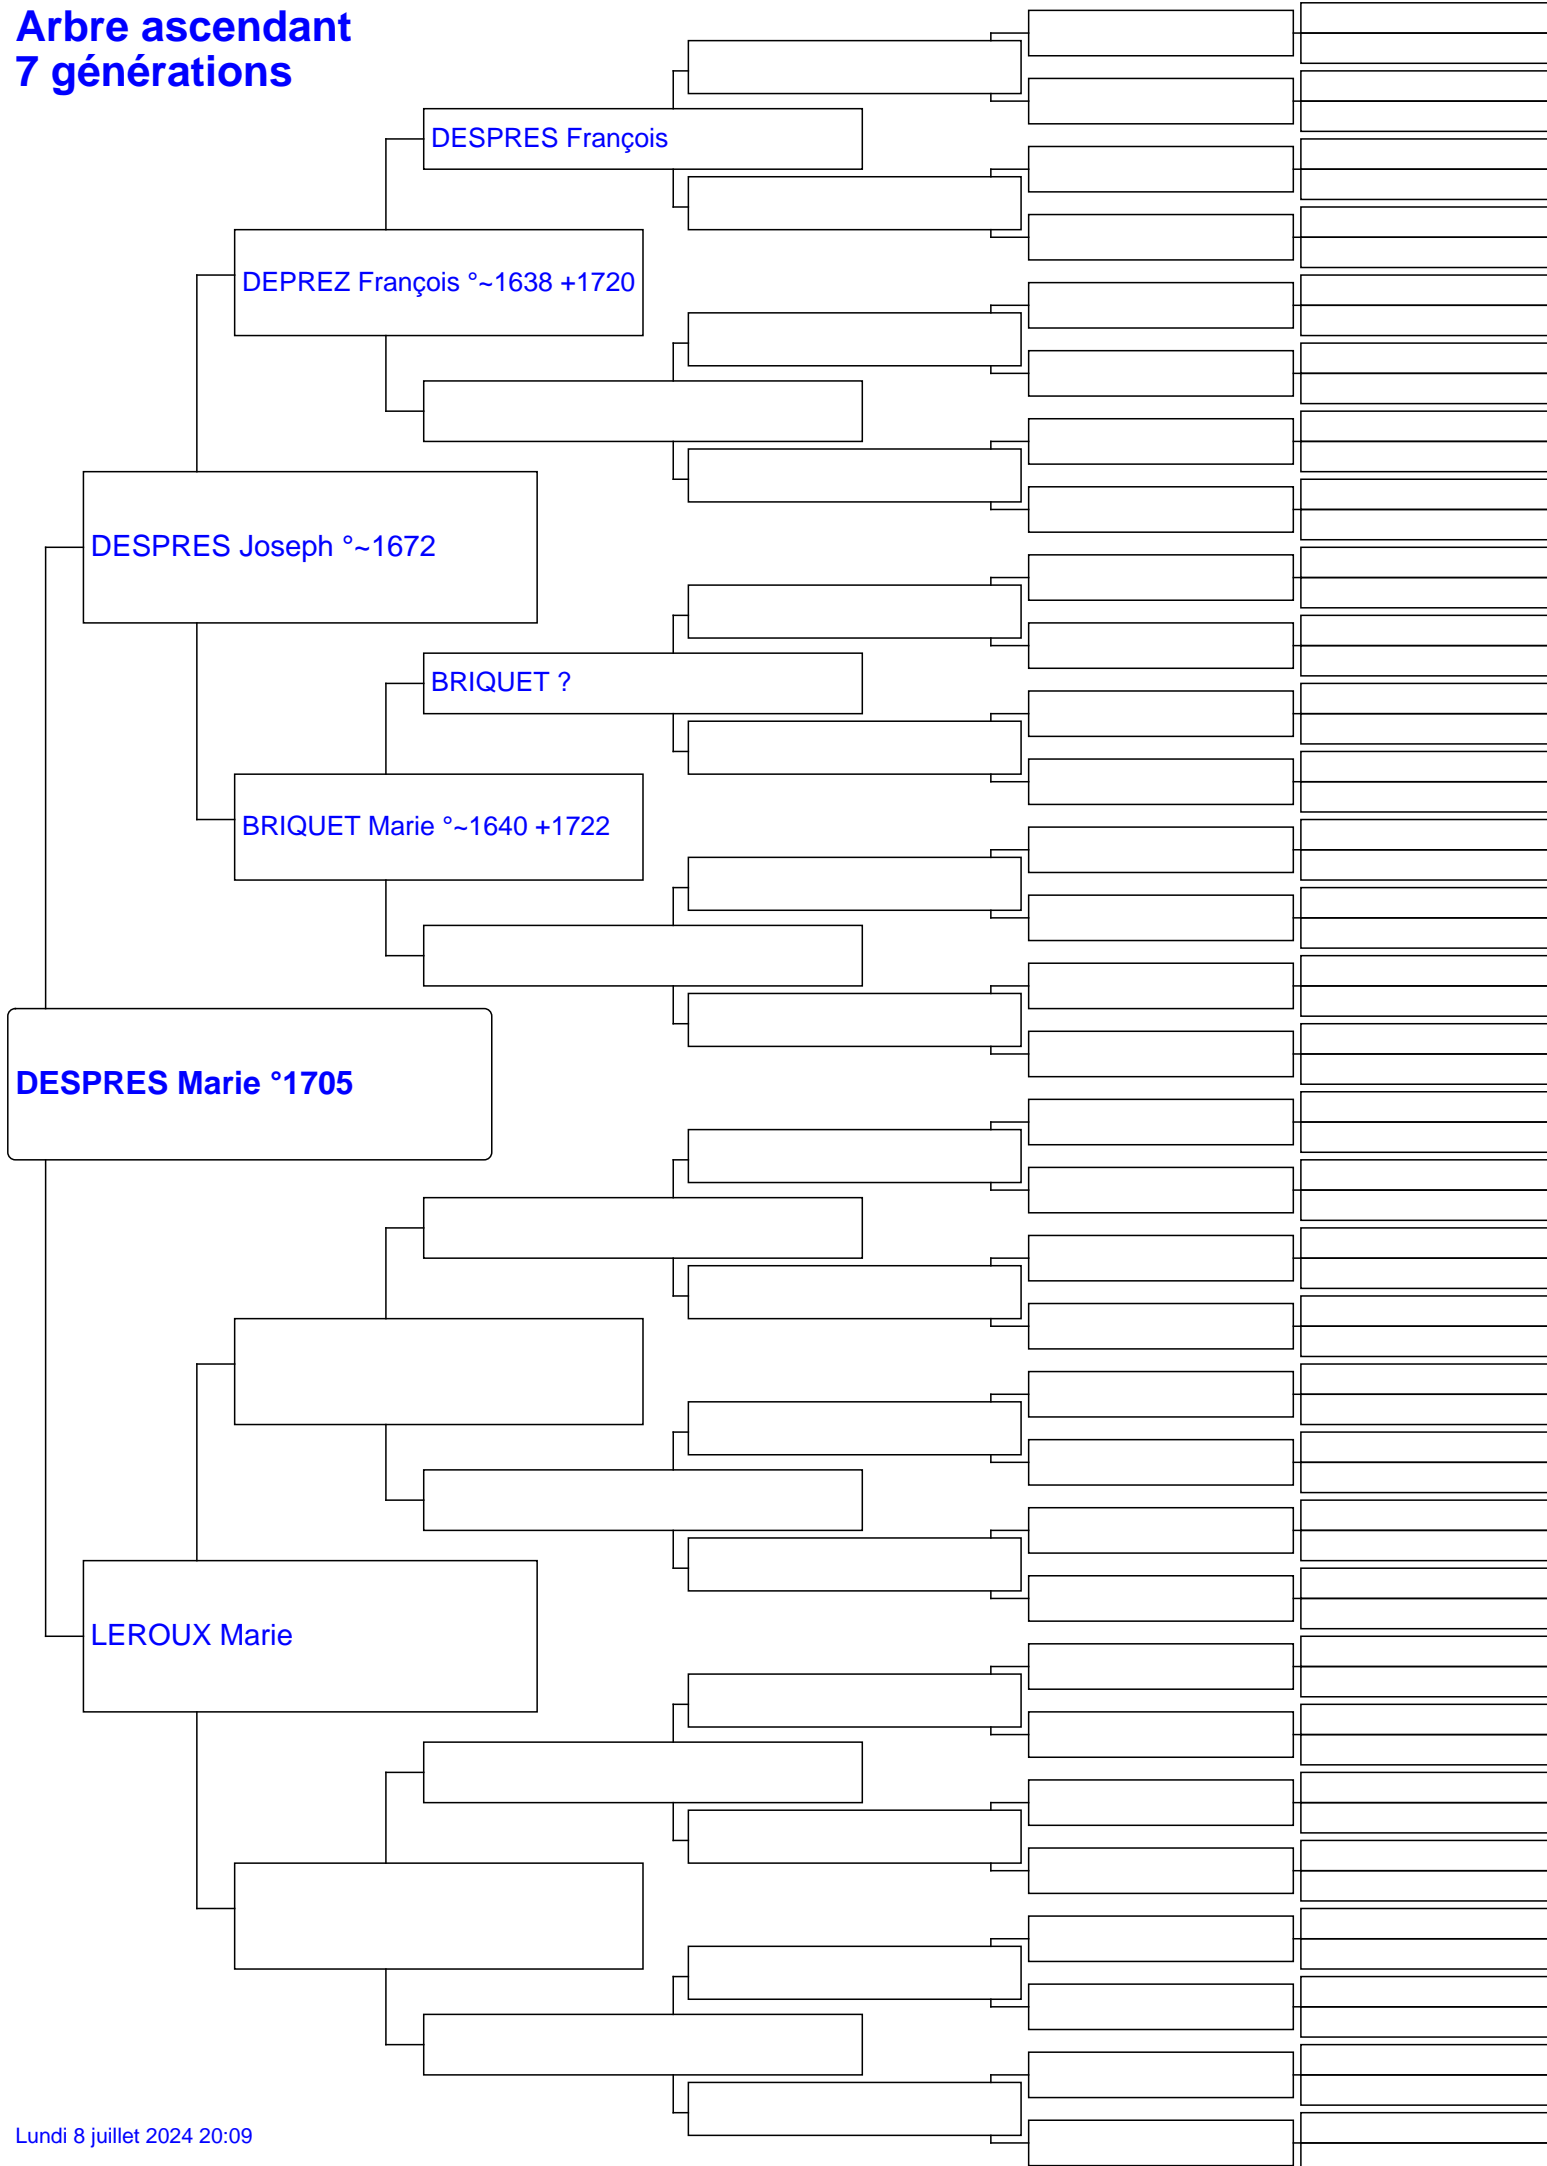 Arbre ascendant
7 générations
DESPRES François
DEPREZ François °~1638 +1720
DESPRES Joseph °~1672
BRIQUET ?
BRIQUET Marie °~1640 +1722
DESPRES Marie °1705
LEROUX Marie
Lundi 8 juillet 2024 20:09